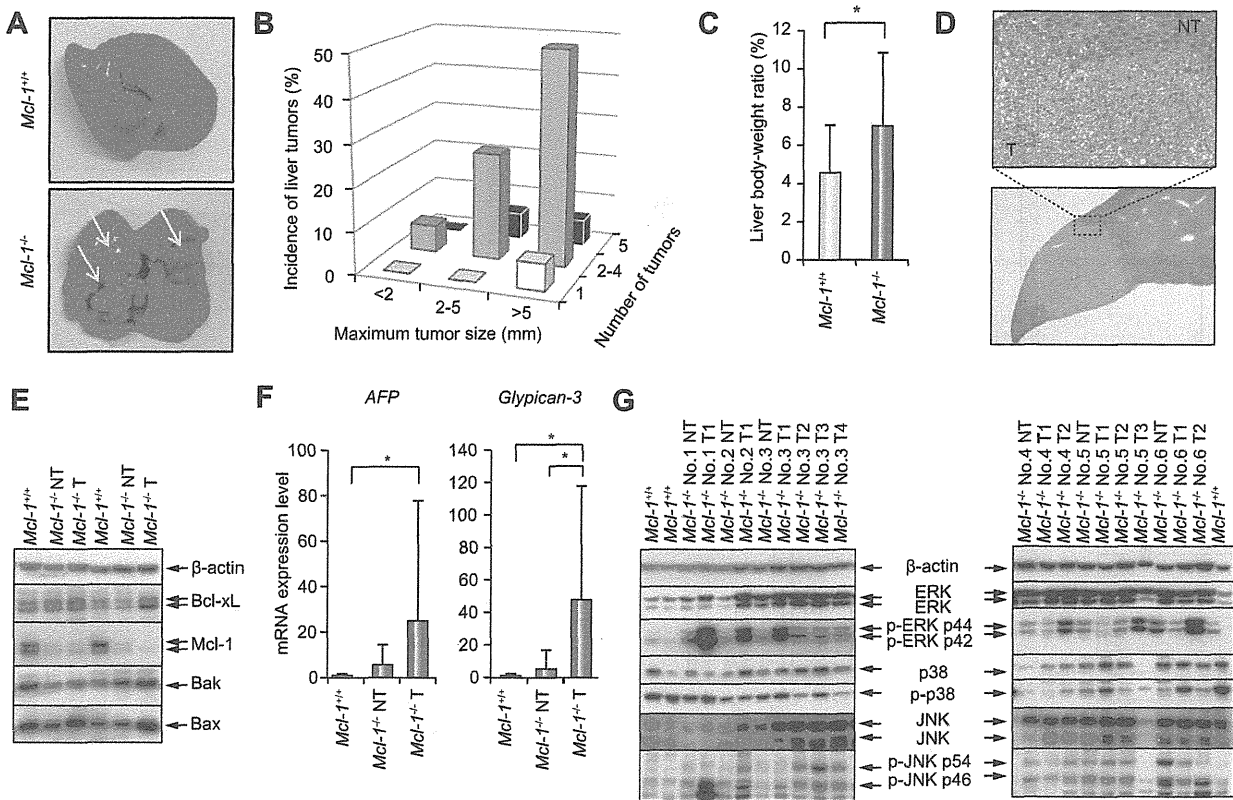 A
Mcl-1+/+
Mcl-1-/-
B
Incidence of liver tumors (%)
50
40
30
20
10
0
<2
2-5
>5
Maximum tumor size (mm)
1
2-4
5
Number of tumors
C
*
Liver body-weight ratio (%)
12
10
8
6
4
2
0
Mcl-1+/+
Mcl-1-/-
D
NT
T
E
Mcl-1+/+
Mcl-1-/- NT
Mcl-1-/- T
Mcl-1+/+
Mcl-1-/- NT
Mcl-1-/- T
β-actin
Bcl-xL
Mcl-1
Bak
Bax
F
AFP
mRNA expression level
100
80
60
40
20
0
*
Mcl-1+/+
Mcl-1-/- NT
Mcl-1-/- T
Glypican-3
140
120
100
80
60
40
20
0
*
*
Mcl-1+/+
Mcl-1-/- NT
Mcl-1-/- T
G
Mcl-1+/+
Mcl-1+/+
Mcl-1-/- No.1 NT
Mcl-1-/- No.1 T1
Mcl-1-/- No.2 NT
Mcl-1-/- No.2 T1
Mcl-1-/- No.3 NT
Mcl-1-/- No.3 T1
Mcl-1-/- No.3 T2
Mcl-1-/- No.3 T3
Mcl-1-/- No.3 T4
Mcl-1-/- No.4 NT
Mcl-1-/- No.4 T1
Mcl-1-/- No.4 T2
Mcl-1-/- No.5 NT
Mcl-1-/- No.5 T1
Mcl-1-/- No.5 T2
Mcl-1-/- No.5 T3
Mcl-1-/- No.6 NT
Mcl-1-/- No.6 T1
Mcl-1-/- No.6 T2
Mcl-1+/+
β-actin
ERK
ERK
p-ERK p44
p-ERK p42
p38
p-p38
JNK
JNK
p-JNK p54
p-JNK p46